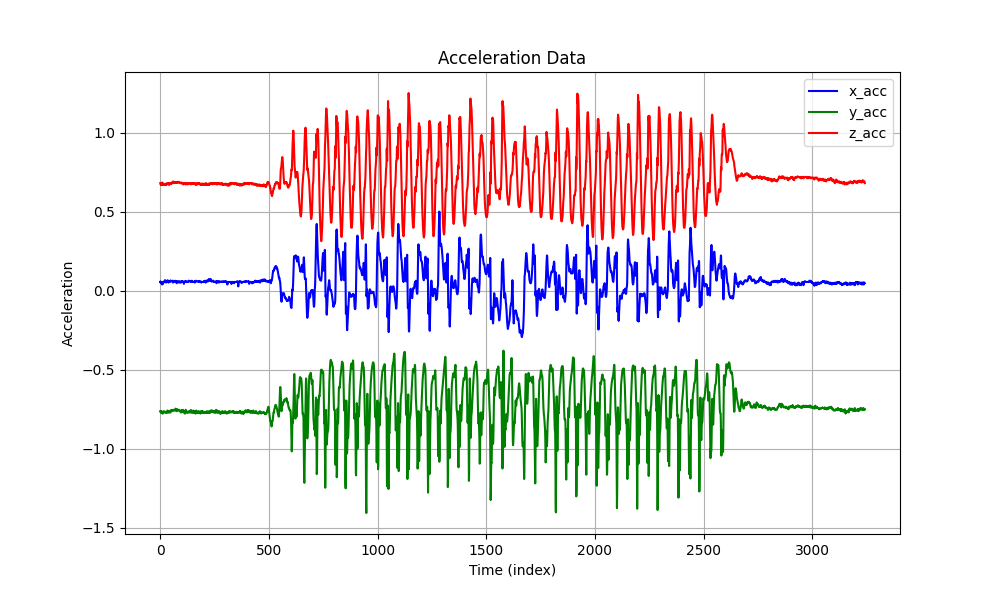 Acceleration Data
x_acc
y_acc
z_acc
1.0
0.5
0.0
−0.5
−1.0
−1.5
Acceleration
0
500
1000
1500
2000
2500
3000
Time (index)